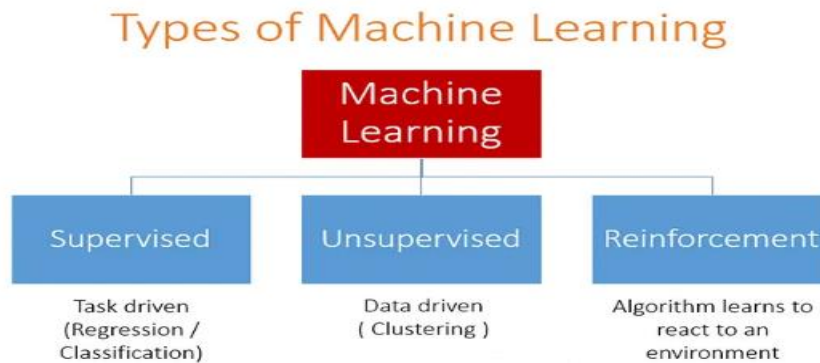 Types of Machine Learning
Machine
Learning
Supervised
Unsupervised
Reinforcement
Task driven
(Regression /
Classification)
Data driven
( Clustering )
Algorithm learns to
react to an
environment